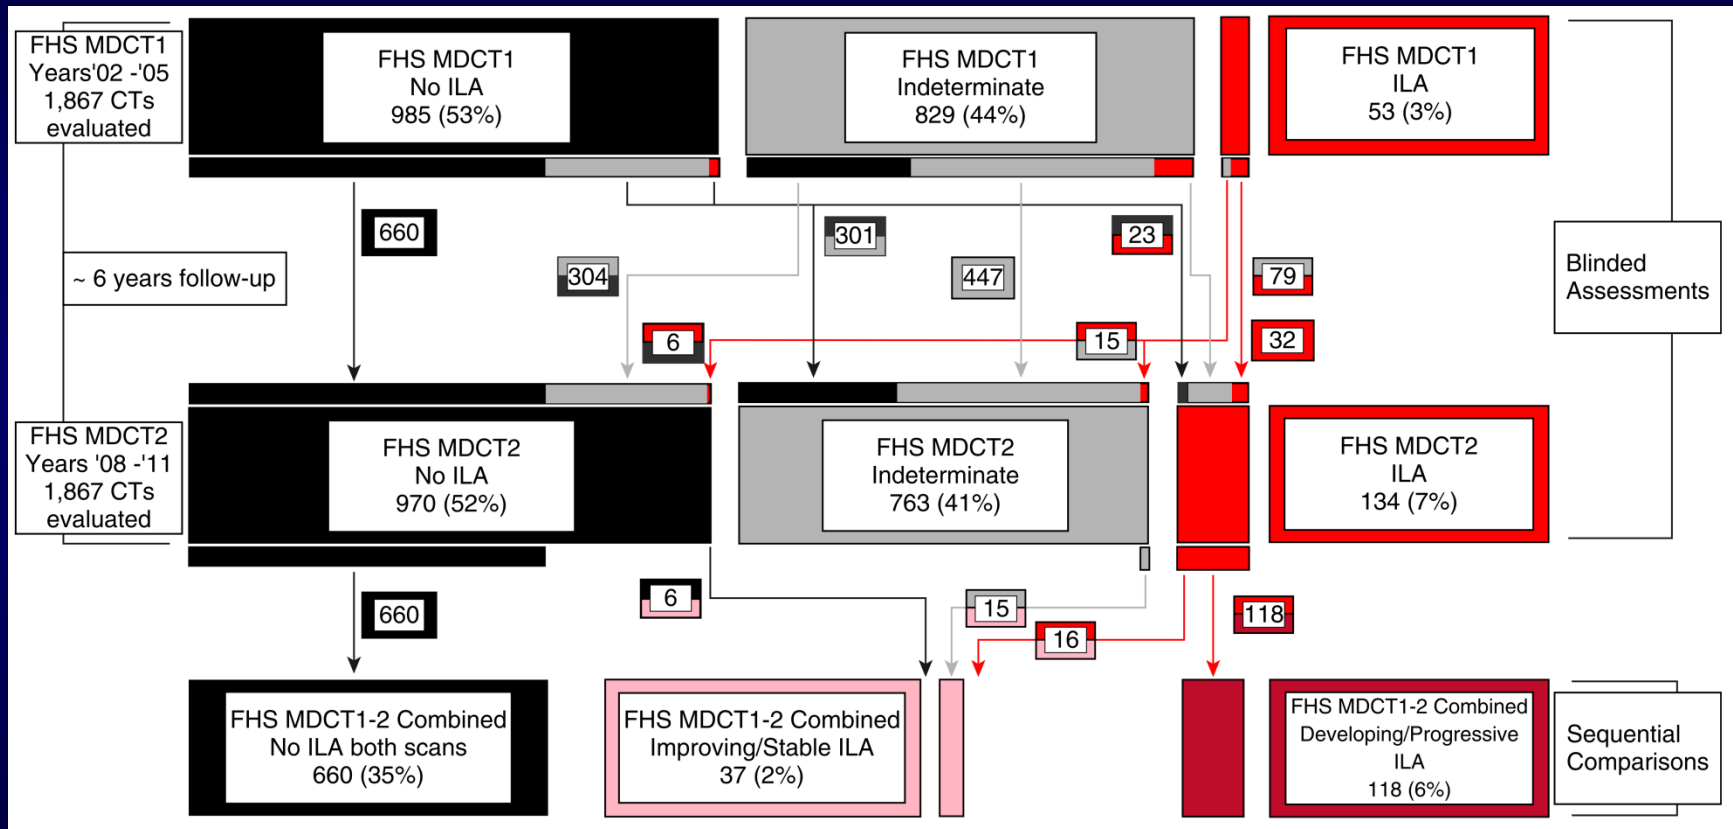 FHS MDCT1
Years'02 -'05
1,867 CTs
evaluated
FHS MDCT1
No ILA
985 (53%)
FHS MDCT1
Indeterminate
829 (44%)
FHS MDCT1
ILA
53 (3%)
660
304
301
447
23
79
6
15
32
~ 6 years follow-up
Blinded
Assessments
FHS MDCT2
Years '08 -'11
1,867 CTs
evaluated
FHS MDCT2
No ILA
970 (52%)
FHS MDCT2
Indeterminate
763 (41%)
FHS MDCT2
ILA
134 (7%)
660
6
15
16
118
FHS MDCT1-2 Combined
No ILA both scans
660 (35%)
FHS MDCT1-2 Combined
Improving/Stable ILA
37 (2%)
FHS MDCT1-2 Combined
Developing/Progressive
ILA
118 (6%)
Sequential
Comparisons